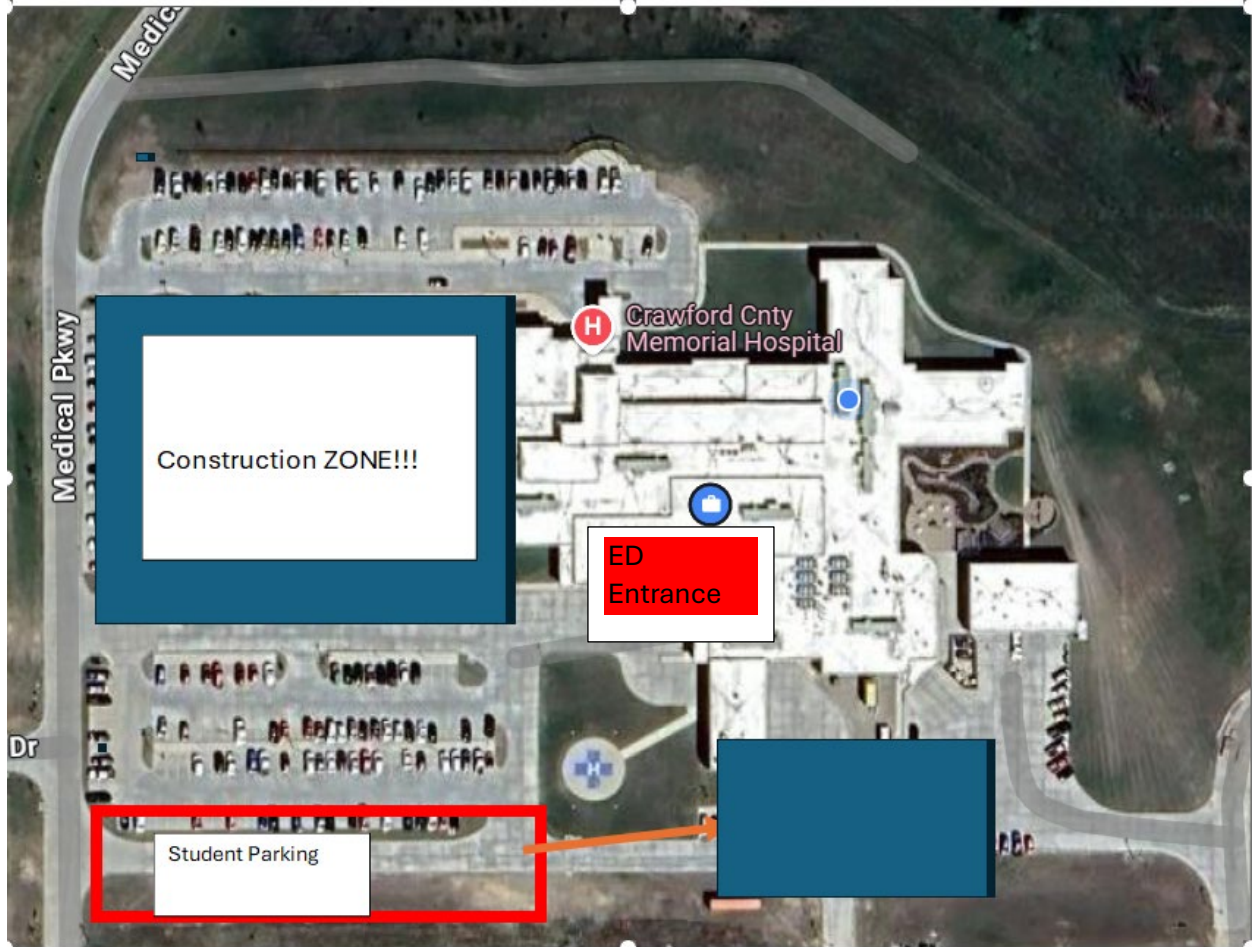 Medic
Crawford Cnty
Memorial Hospital
H
Medical Pkwy
Construction ZONE!!!
ED
Entrance
Dr
H
Student Parking